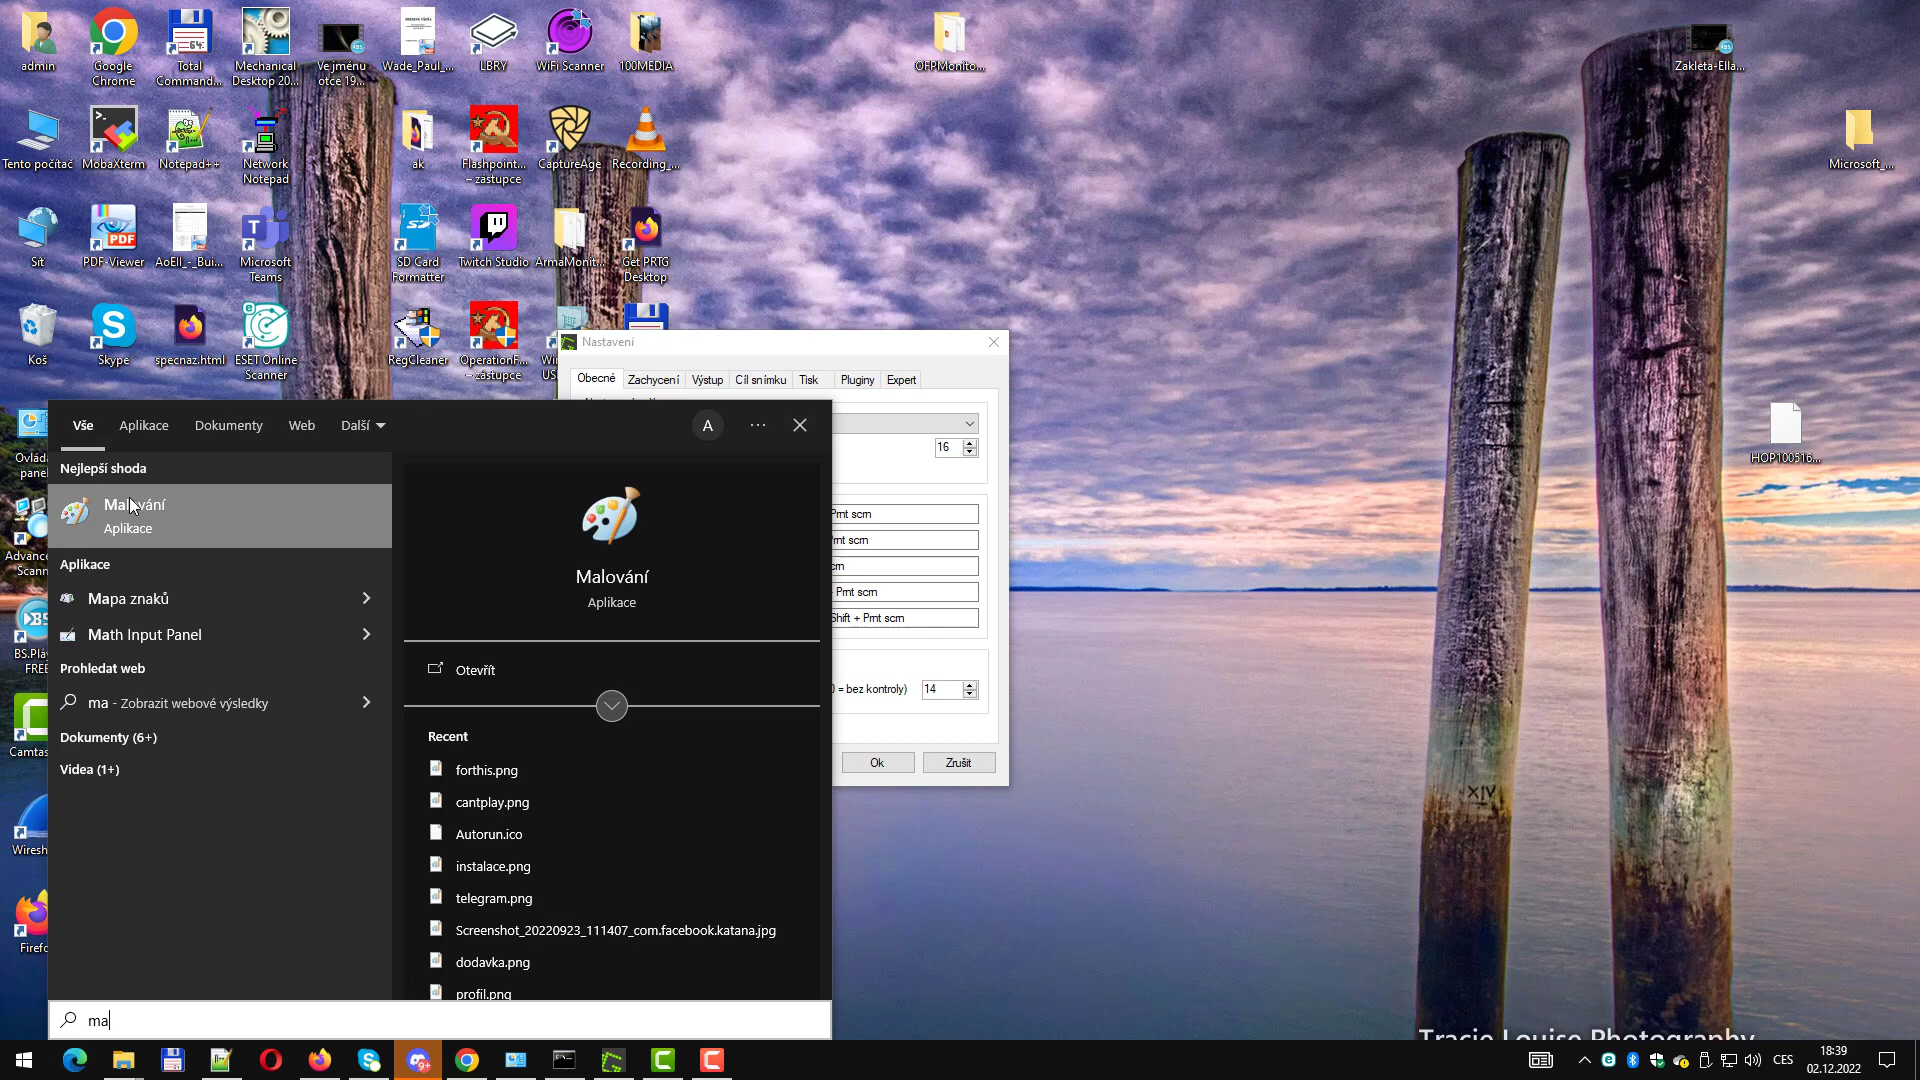 admin
Google
Chrome
Total
Command...
Mechanical
Desktop 20...
Ve jménu
otce 19...
Wade_Paul_...
LBRY
WiFi Scanner
100MEDIA
OFPMonito...
Zakleta-Ella...
Tento počítač
MobaXterm
Notepad++
Network
Notepad
ak
Flashpoint...
– zástupce
CaptureAge
Recording_...
Microsoft_...
Síť
PDF-Viewer
AoEII_-_Bui...
Microsoft
Teams
SD Card
Formatter
Twitch Studio
ArmaMonit...
Get PRTG
Desktop
Koš
Skype
specnaz.html
ESET Online
Scanner
RegCleaner
OperationF...
– zástupce
Nastavení
Obecné
Zachycení
Výstup
Cíl snímku
Tisk
Pluginy
Expert
16
Prnt scrn
Prnt scrn
Shift + Prnt scrn
0 = bez kontroly)
14
Ok
Zrušit
HOP100516...
Vše
Aplikace
Dokumenty
Web
Další
A
Nejlepší shoda
Malování
Aplikace
Aplikace
Mapa znaků
Math Input Panel
Prohledat web
ma - Zobrazit webové výsledky
Dokumenty (6+)
Videa (1+)
Malování
Aplikace
Otevřít
Recent
forthis.png
cantplay.png
Autorun.ico
instalace.png
telegram.png
Screenshot_20220923_111407_com.facebook.katana.jpg
dodavka.png
profil.png
ma
XIV
Tracie Louise Photography
9+
CES
18:39
02.12.2022